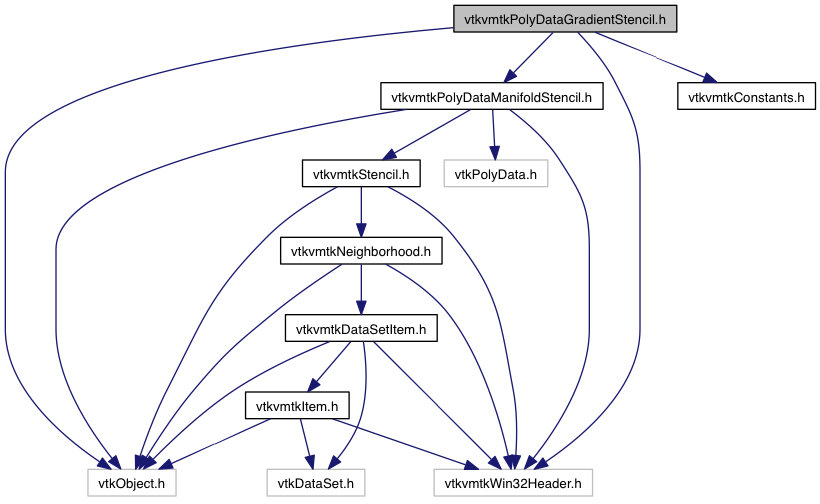 vtkvmtkPolyDataGradientStencil.h
vtkvmtkPolyDataManifoldStencil.h
vtkvmtkConstants.h
vtkvmtkStencil.h
vtkPolyData.h
vtkvmtkNeighborhood.h
vtkvmtkDataSetItem.h
vtkvmtkItem.h
vtkObject.h
vtkDataSet.h
vtkvmtkWin32Header.h